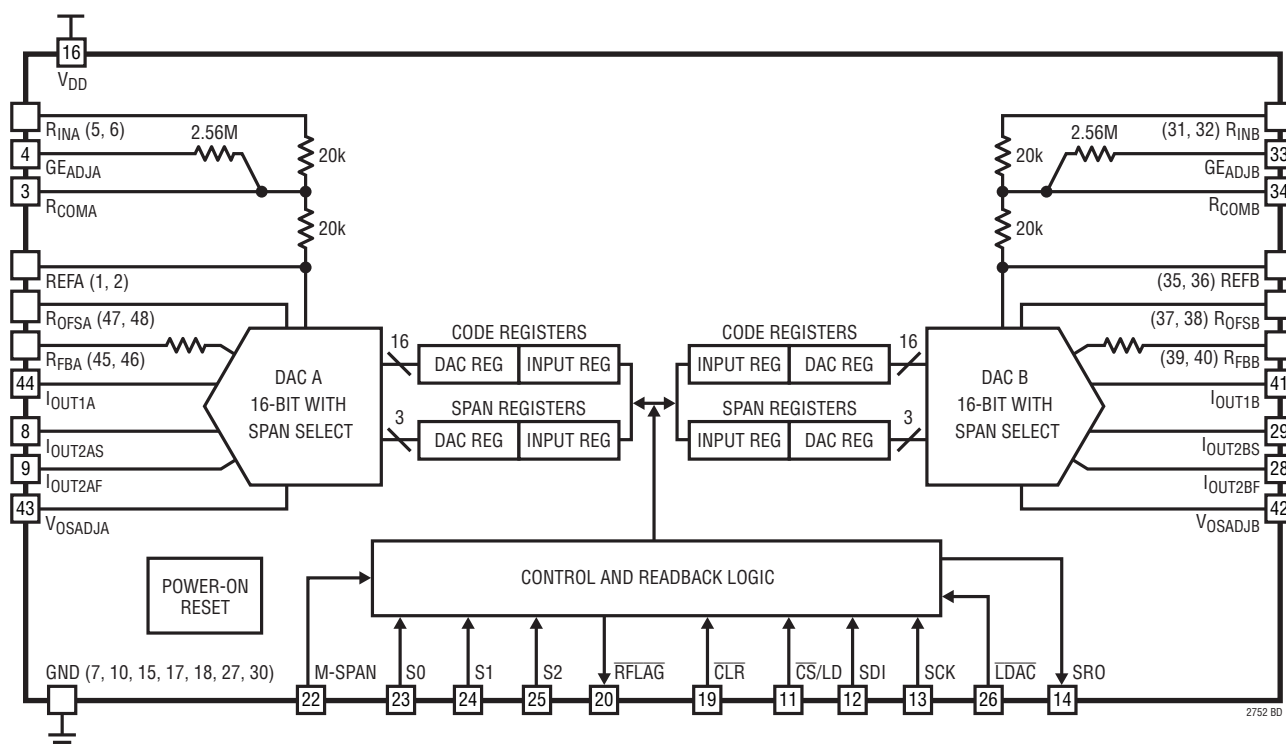 16
VDD
RINA (5, 6)
2.56M
20k
4
GEADJA
3
RCOMA
20k
REFA (1, 2)
ROFSA (47, 48)
RFBA (45, 46)
44
IOUT1A
8
IOUT2AS
9
IOUT2AF
43
VOSADJA
DAC A
16-BIT WITH
SPAN SELECT
16
CODE REGISTERS
DAC REG INPUT REG
3
SPAN REGISTERS
DAC REG INPUT REG
CODE REGISTERS
INPUT REG DAC REG
16
SPAN REGISTERS
INPUT REG DAC REG
3
DAC B
16-BIT WITH
SPAN SELECT
(31, 32) RINB
2.56M
20k
33
GEADJB
34
RCOMB
20k
(35, 36) REFB
(37, 38) ROFSB
(39, 40) RFBB
41
IOUT1B
29
IOUT2BS
28
IOUT2BF
42
VOSADJB
POWER-ON
RESET
CONTROL AND READBACK LOGIC
GND (7, 10, 15, 17, 18, 27, 30)
M-SPAN S0 S1 S2 RFLAG CLR CS/LD SDI SCK LDAC SRO
22 23 24 25 20 19 11 12 13 26 14
2752 BD